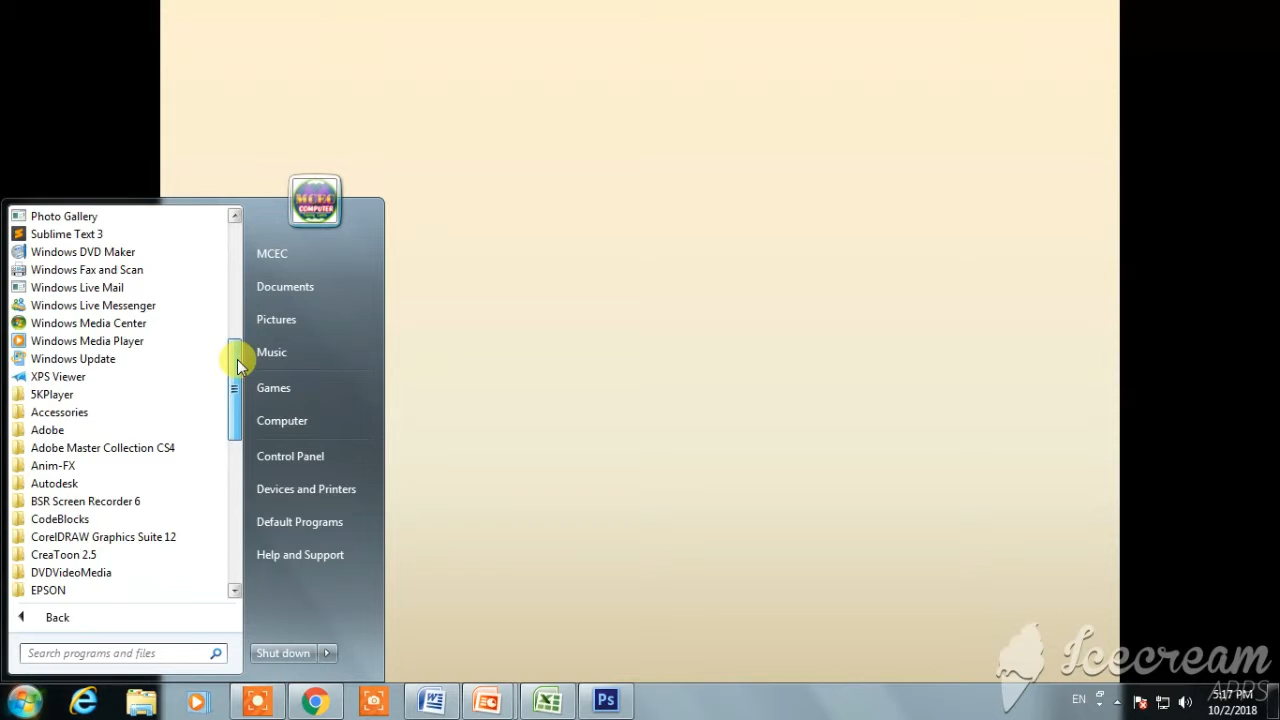 MCEC
COMPUTER
Photo Gallery
Sublime Text 3
Windows DVD Maker
Windows Fax and Scan
Windows Live Mail
Windows Live Messenger
Windows Media Center
Windows Media Player
Windows Update
XPS Viewer
5KPlayer
Accessories
Adobe
Adobe Master Collection CS4
Anim-FX
Autodesk
BSR Screen Recorder 6
CodeBlocks
CorelDRAW Graphics Suite 12
CreaToon 2.5
DVDVideoMedia
EPSON
Back
Search programs and files
MCEC
Documents
Pictures
Music
Games
Computer
Control Panel
Devices and Printers
Default Programs
Help and Support
Shut down
Icecream
APPS
Ps
EN
5:17 PM
10/2/2018